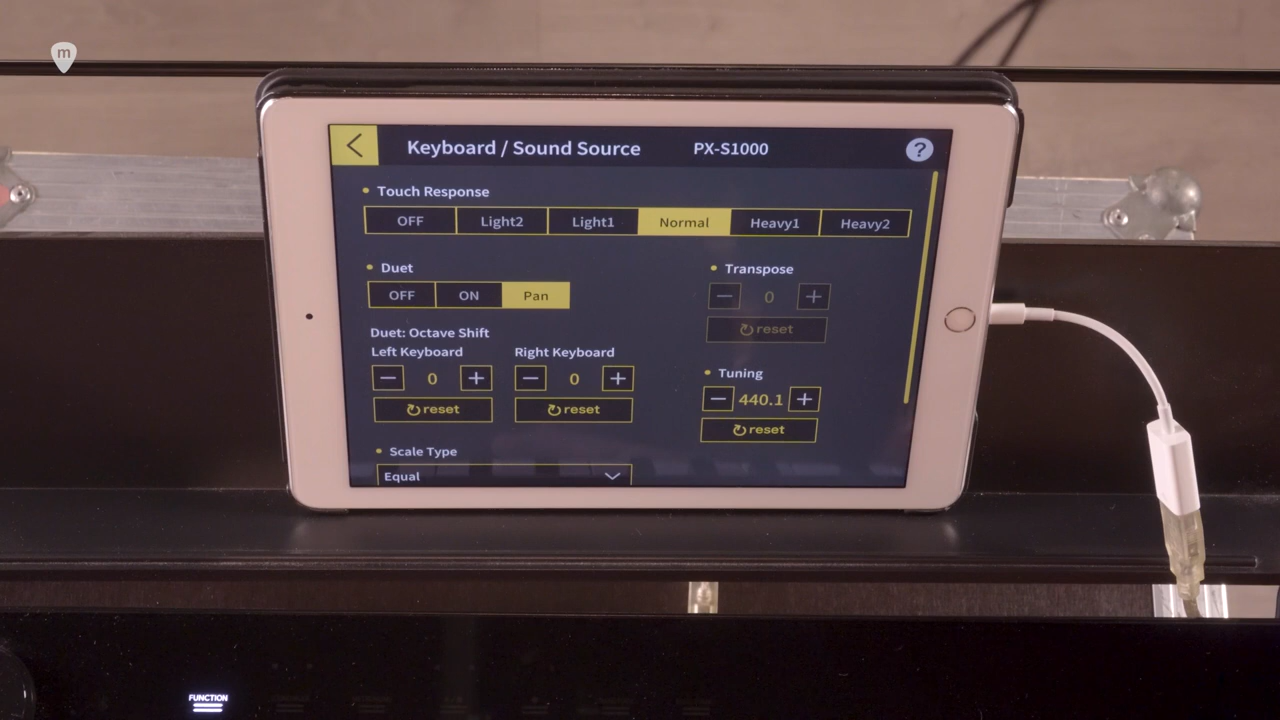 m
Keyboard / Sound Source PX-S1000 ?
Touch Response
OFF Light2 Light1 Normal Heavy1 Heavy2
Duet
OFF ON Pan
Transpose
− 0 +
reset
Duet: Octave Shift
Left Keyboard Right Keyboard
− 0 + − 0 +
reset reset
Tuning
− 440.1 +
reset
Scale Type
Equal
FUNCTION